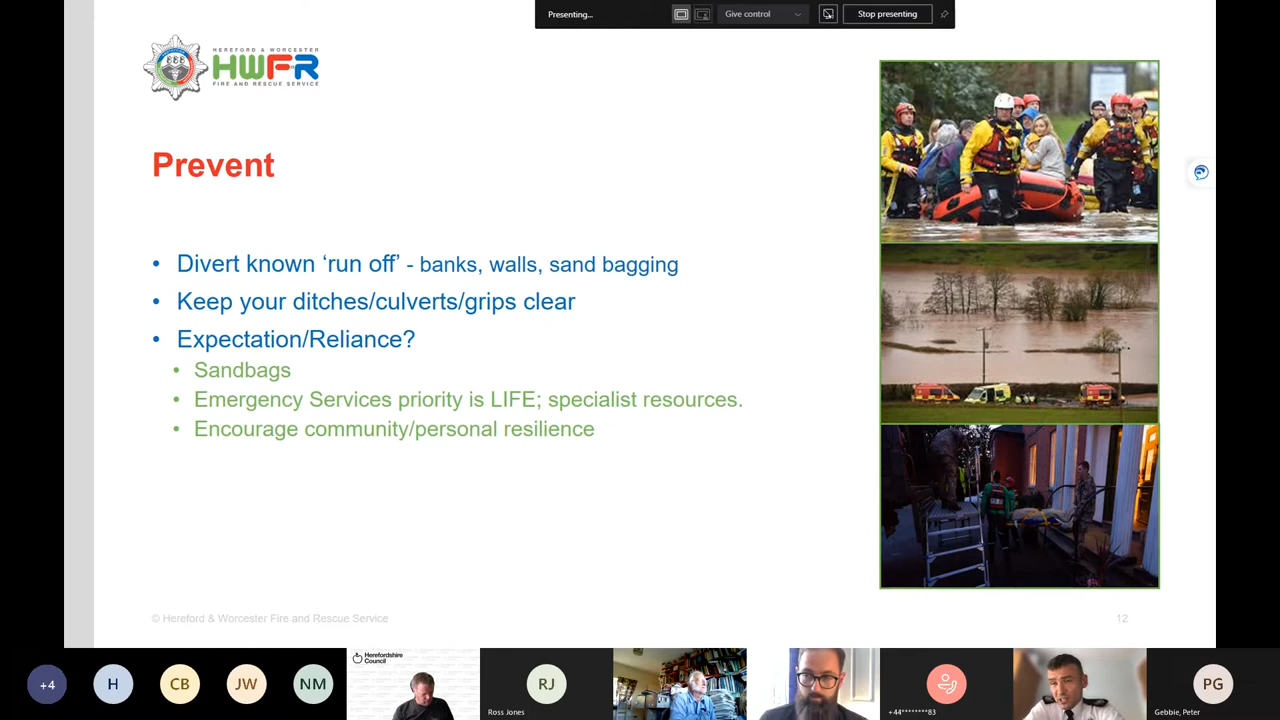 Presenting...
Give control
Stop presenting
HEREFORD & WORCESTER
HWFR
FIRE AND RESCUE SERVICE
Prevent
• Divert known ‘run off’ - banks, walls, sand bagging
• Keep your ditches/culverts/grips clear
• Expectation/Reliance?
• Sandbags
• Emergency Services priority is LIFE; specialist resources.
• Encourage community/personal resilience
© Hereford & Worcester Fire and Rescue Service
12
+4
H
CB
JW
NM
Herefordshire
Council
RJ
Ross Jones
+44********83
PG
Gebbie, Peter